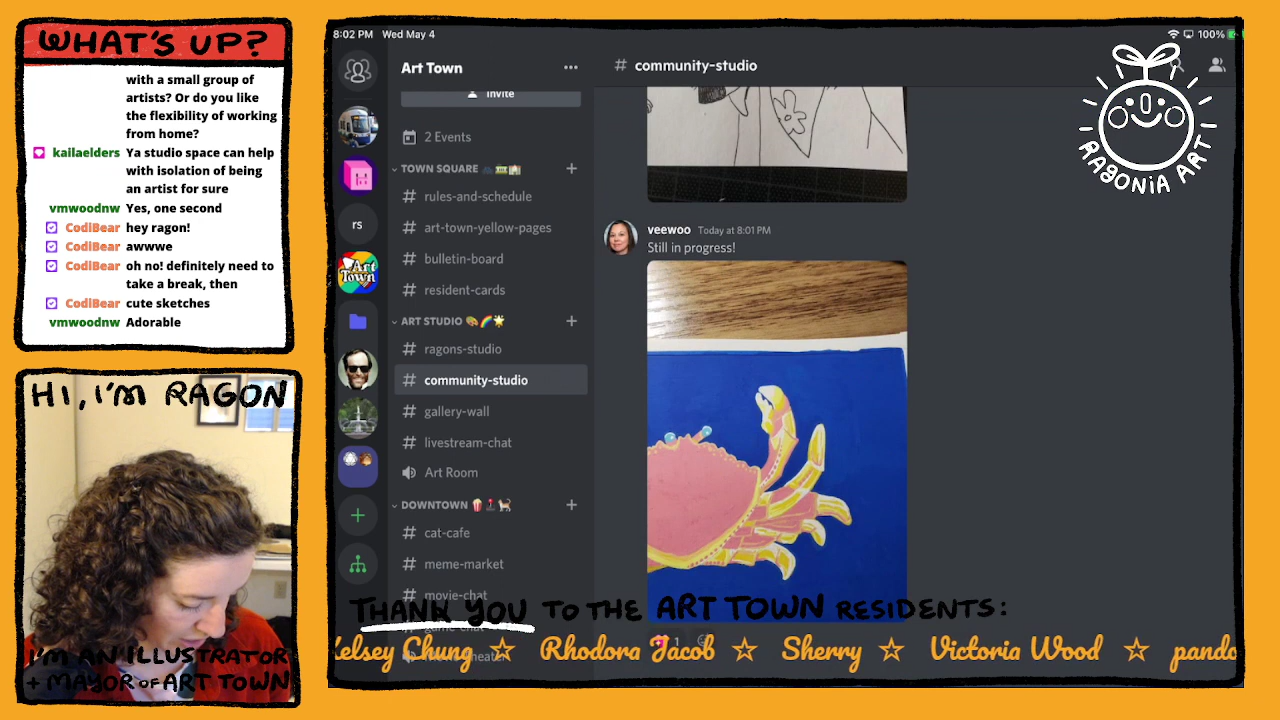 WHAT'S UP?
with a small group of
artists? Or do you like
the flexibility of working
from home?
kailaelders Ya studio space can help
with isolation of being
an artist for sure
vmwoodnw Yes, one second
CodiBear hey ragon!
CodiBear awwwe
CodiBear oh no! definitely need to
take a break, then
CodiBear cute sketches
vmwoodnw Adorable
HI, I'M RAGON
I'M AN ILLUSTRATOR
+ MAYOR OF ART TOWN
8:02 PM Wed May 4
100%
rs
Art Town
Art Town
Invite
2 Events
TOWN SQUARE
# rules-and-schedule
# art-town-yellow-pages
# bulletin-board
# resident-cards
ART STUDIO
# ragons-studio
# community-studio
# gallery-wall
# livestream-chat
Art Room
DOWNTOWN
# cat-cafe
# meme-market
# movie-chat
# community-studio
RAGONIA ART
veewoo Today at 8:01 PM
Still in progress!
1
THANK YOU TO THE ART TOWN RESIDENTS:
Kelsey Chung ☆ Rhodora Jacob ☆ Sherry ☆ Victoria Wood ☆ pando